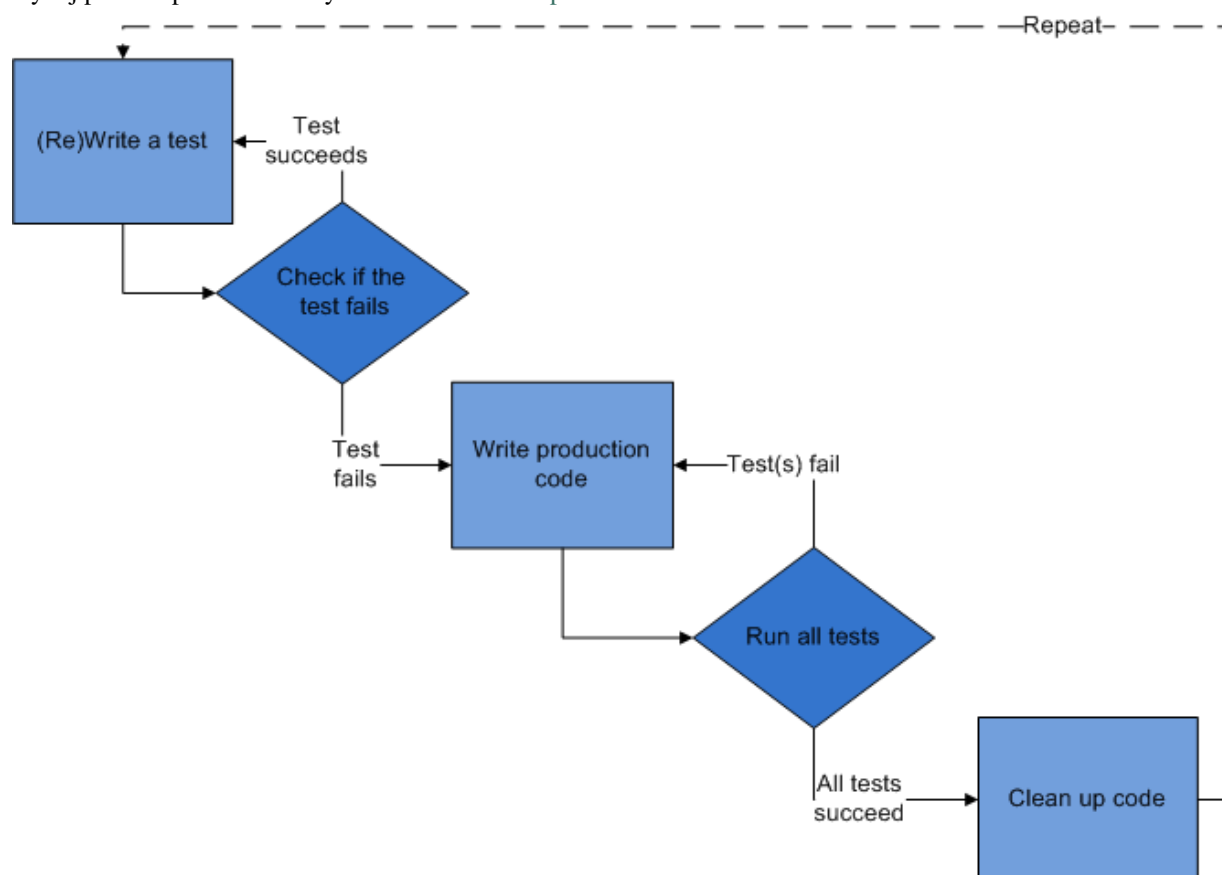 Repeat
(Re)Write a test
Test
succeeds
Check if the
test fails
Test
fails
Write production
code
Test(s) fail
Run all tests
All tests
succeed
Clean up code